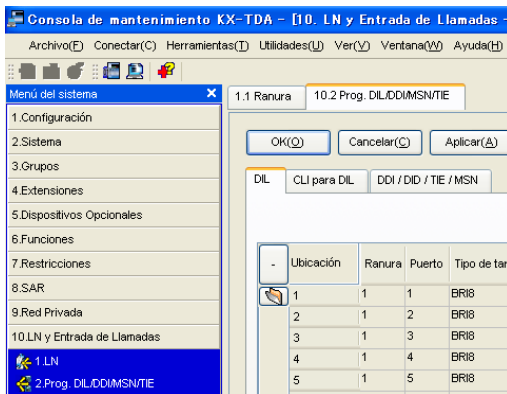 Consola de mantenimiento KX-TDA - [10. LN y Entrada de Llamadas -
Archivo(F) Conectar(C) Herramientas(T) Utilidades(U) Ver(V) Ventana(W) Ayuda(H)
Menú del sistema
1.1 Ranura 10.2 Prog. DIL/DDI/MSN/TIE
1.Configuración
2.Sistema
3.Grupos
4.Extensiones
5.Dispositivos Opcionales
6.Funciones
7.Restricciones
8.SAR
9.Red Privada
10.LN y Entrada de Llamadas
1.LN
2.Prog. DIL/DDI/MSN/TIE
OK(O) Cancelar(C) Aplicar(A)
DIL CLI para DIL DDI / DID / TIE / MSN
- Ubicación Ranura Puerto Tipo de tar
1 1 1 BRI8
2 1 2 BRI8
3 1 3 BRI8
4 1 4 BRI8
5 1 5 BRI8